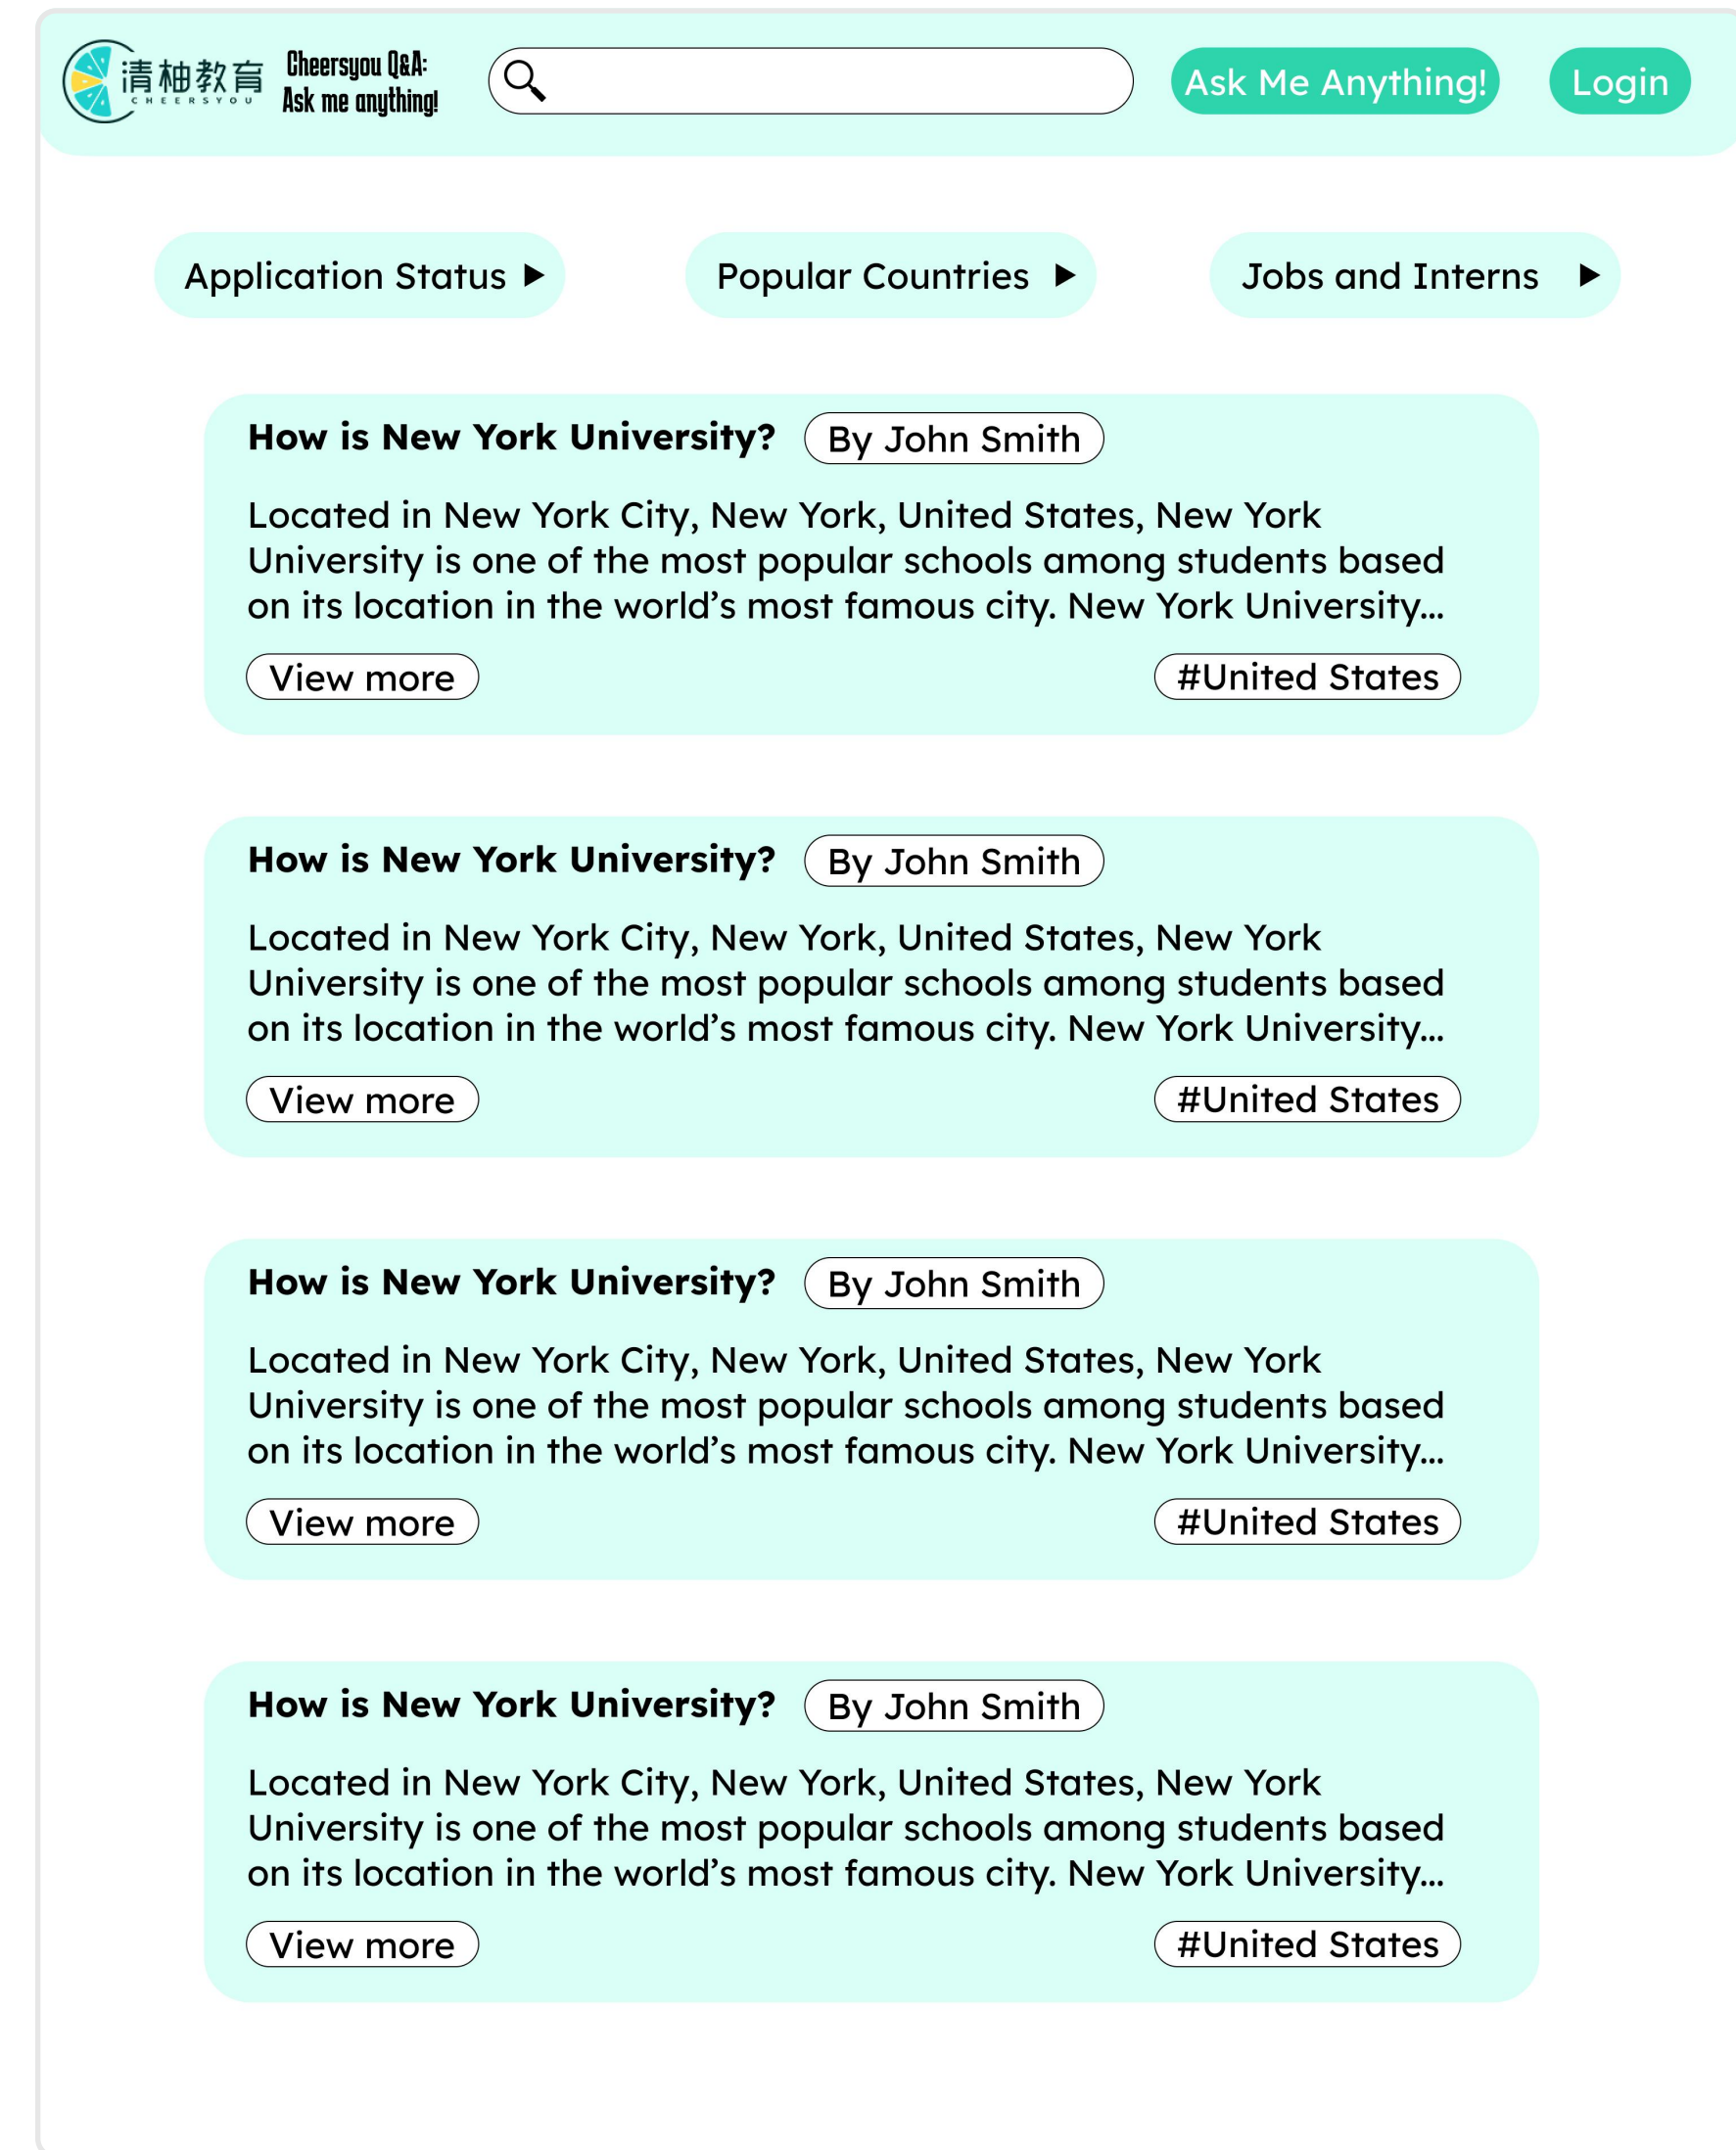 清柚教育
CHEERSYOU
Cheersyou Q&A:
Ask me anything!
Ask Me Anything!
Login
Application Status
Popular Countries
Jobs and Interns
How is New York University?
By John Smith
Located in New York City, New York, United States, New York
University is one of the most popular schools among students based
on its location in the world’s most famous city. New York University...
View more
#United States
How is New York University?
By John Smith
Located in New York City, New York, United States, New York
University is one of the most popular schools among students based
on its location in the world’s most famous city. New York University...
View more
#United States
How is New York University?
By John Smith
Located in New York City, New York, United States, New York
University is one of the most popular schools among students based
on its location in the world’s most famous city. New York University...
View more
#United States
How is New York University?
By John Smith
Located in New York City, New York, United States, New York
University is one of the most popular schools among students based
on its location in the world’s most famous city. New York University...
View more
#United States